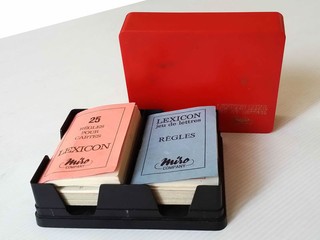 25
RÈGLES
POUR
CARTES
LEXICON
miro
COMPANY
LEXICON
jeu de lettres
RÈGLES
miro
COMPANY